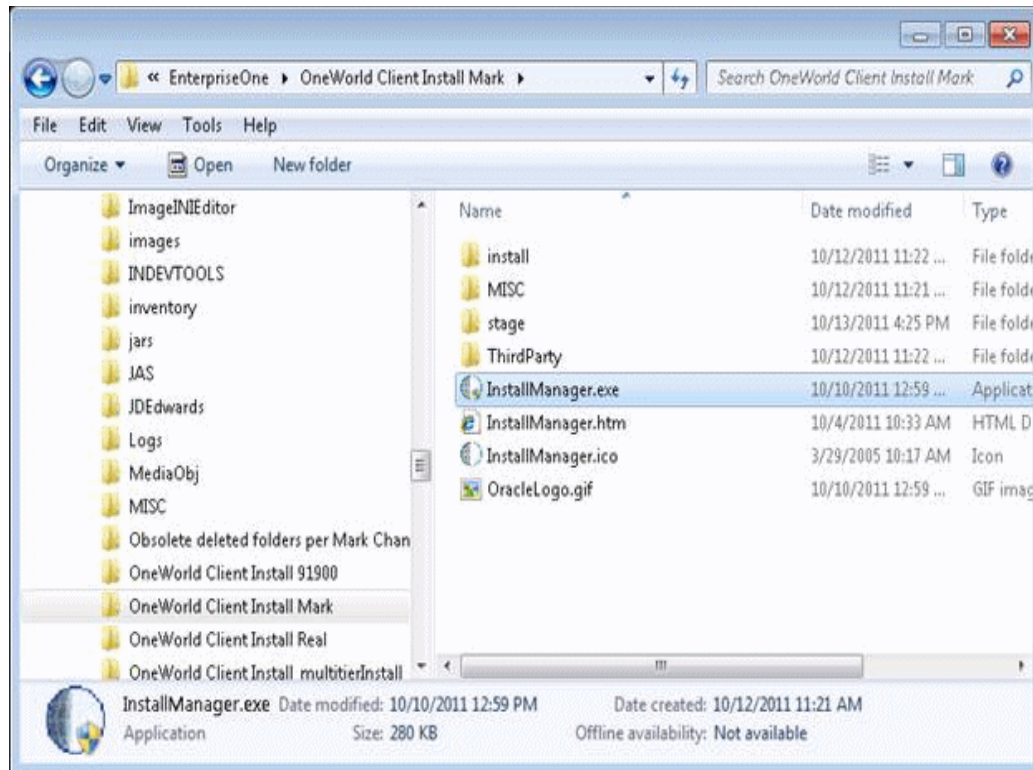 « EnterpriseOne ▸ OneWorld Client Install Mark ▸
Search OneWorld Client Install Mark
File Edit View Tools Help
Organize Open New folder
ImageINIEditor
images
INDEVTOOLS
inventory
jars
JAS
JDEdwards
Logs
MediaObj
MISC
Obsolete deleted folders per Mark Chan
OneWorld Client Install 91900
OneWorld Client Install Mark
OneWorld Client Install Real
OneWorld Client Install_multitierInstall
Name Date modified Type
install 10/12/2011 11:22 ... File folde
MISC 10/12/2011 11:21 ... File folde
stage 10/13/2011 4:25 PM File folde
ThirdParty 10/12/2011 11:22 ... File folde
InstallManager.exe 10/10/2011 12:59 ... Applicat
InstallManager.htm 10/4/2011 10:33 AM HTML D
InstallManager.ico 3/29/2005 10:17 AM Icon
OracleLogo.gif 10/10/2011 12:59 ... GIF imag
InstallManager.exe Date modified: 10/10/2011 12:59 PM Date created: 10/12/2011 11:21 AM
Application Size: 280 KB Offline availability: Not available